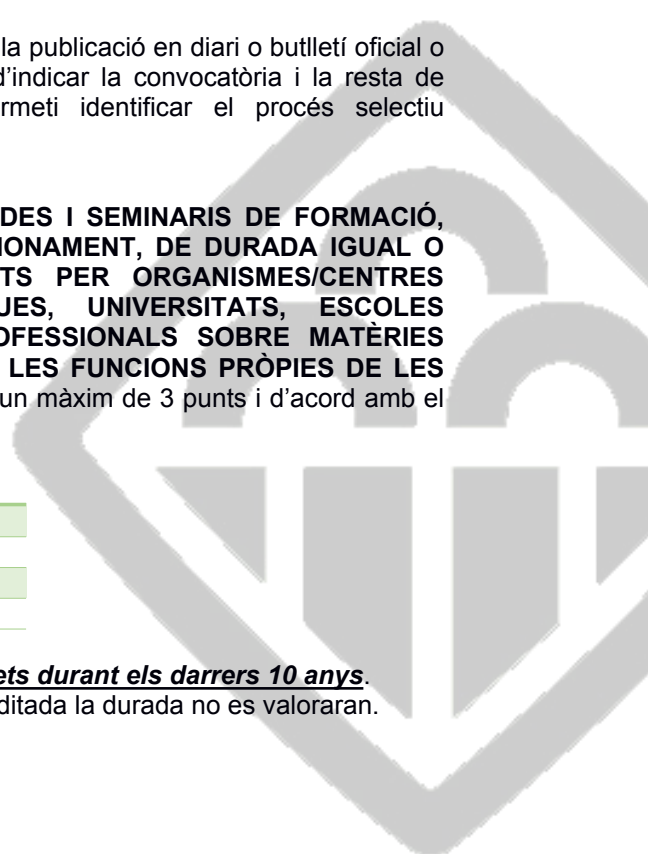 la publicació en diari o butlletí oficial o
d’indicar la convocatòria i la resta de
rmeti identificar el procés selectiu
DES I SEMINARIS DE FORMACIÓ,
IONAMENT, DE DURADA IGUAL O
TS PER ORGANISMES/CENTRES
UES, UNIVERSITATS, ESCOLES
OFESSIONALS SOBRE MATÈRIES
LES FUNCIONS PRÒPIES DE LES
un màxim de 3 punts i d’acord amb el
ets durant els darrers 10 anys.
ditada la durada no es valoraran.